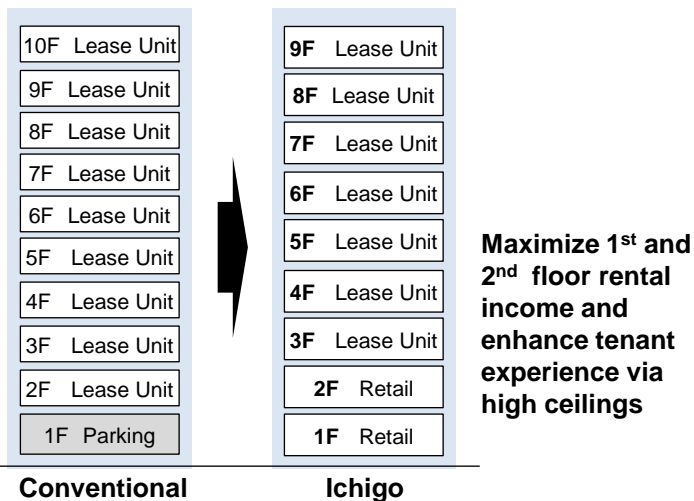 10F Lease Unit
9F Lease Unit
8F Lease Unit
7F Lease Unit
6F Lease Unit
5F Lease Unit
4F Lease Unit
3F Lease Unit
2F Lease Unit
1F Parking
Conventional
9F Lease Unit
8F Lease Unit
7F Lease Unit
6F Lease Unit
5F Lease Unit
4F Lease Unit
3F Lease Unit
2F Retail
1F Retail
Ichigo
Maximize 1st and
2nd floor rental
income and
enhance tenant
experience via
high ceilings